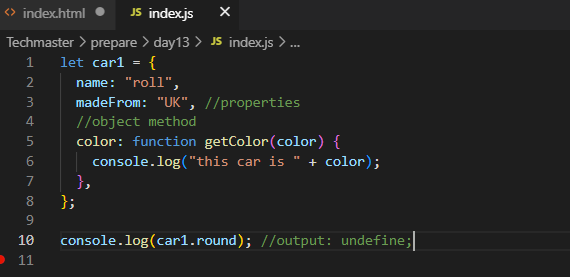 index.html
JS index.js
Techmaster > prepare > day13 > JS index.js > ...
1 let car1 = {
2 name: "roll",
3 madeFrom: "UK", //properties
4 //object method
5 color: function getColor(color) {
6 console.log("this car is " + color);
7 },
8 };
9
10 console.log(car1.round); //output: undefine;
11